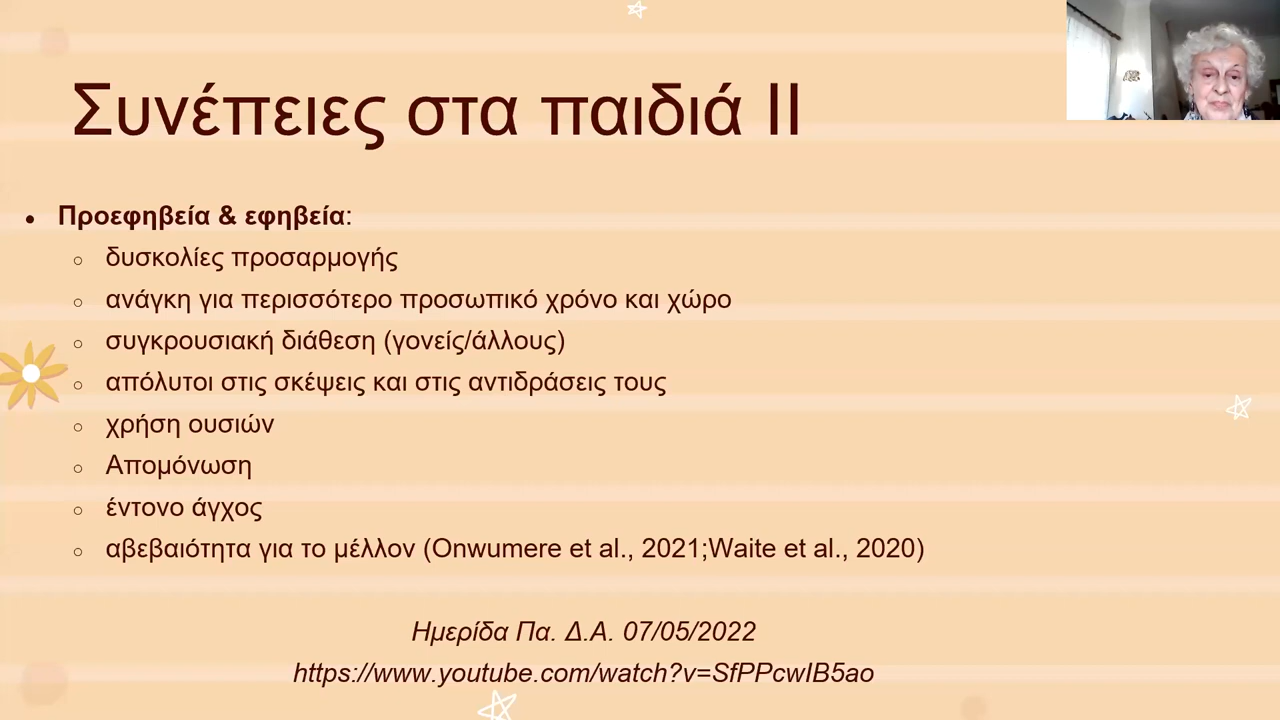 Συνέπειες στα παιδιά ΙΙ
● Προεφηβεία & εφηβεία:
○ δυσκολίες προσαρμογής
○ ανάγκη για περισσότερο προσωπικό χρόνο και χώρο
○ συγκρουσιακή διάθεση (γονείς/άλλους)
○ απόλυτοι στις σκέψεις και στις αντιδράσεις τους
○ χρήση ουσιών
○ Απομόνωση
○ έντονο άγχος
○ αβεβαιότητα για το μέλλον (Onwumere et al., 2021;Waite et al., 2020)
Ημερίδα Πα. Δ.Α. 07/05/2022
https://www.youtube.com/watch?v=SfPPcwIB5ao